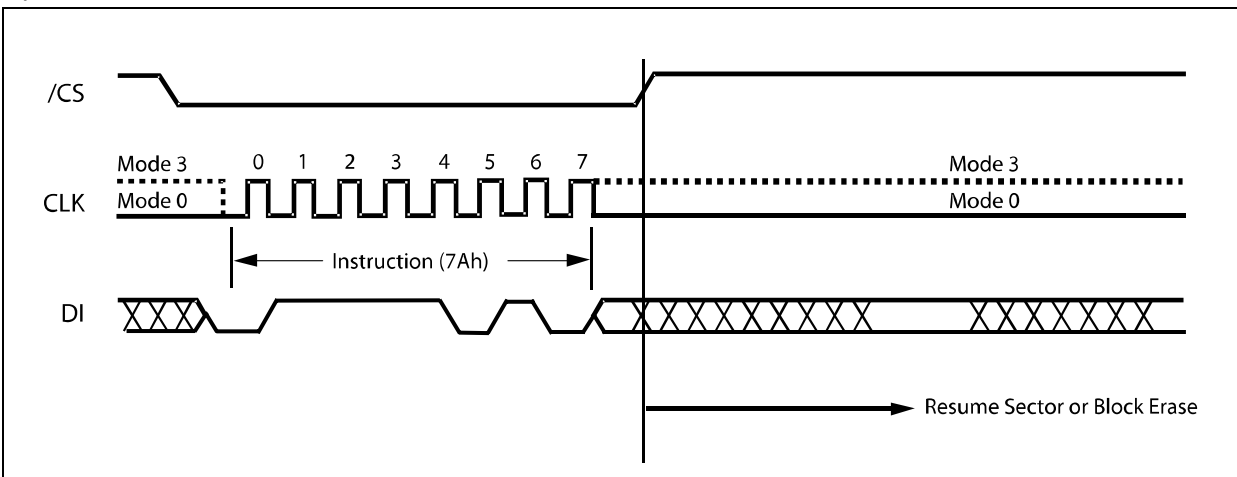 /CS
Mode 3 0 1 2 3 4 5 6 7 Mode 3
CLK Mode 0 Mode 0
Instruction (7Ah)
DI
Resume Sector or Block Erase